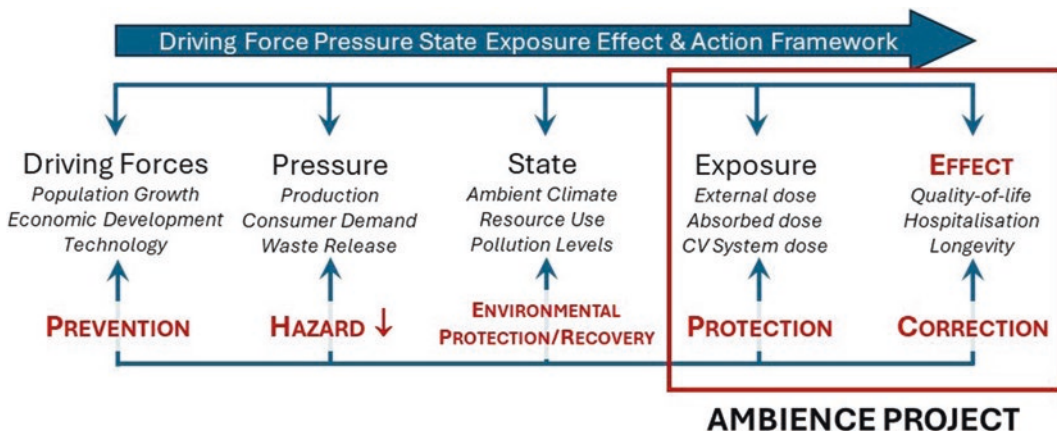 Driving Force Pressure State Exposure Effect & Action Framework
Driving Forces
Population Growth
Economic Development
Technology
PREVENTION
Pressure
Production
Consumer Demand
Waste Release
HAZARD ↓
State
Ambient Climate
Resource Use
Pollution Levels
ENVIRONMENTAL
PROTECTION/RECOVERY
Exposure
External dose
Absorbed dose
CV System dose
PROTECTION
EFFECT
Quality-of-life
Hospitalisation
Longevity
CORRECTION
AMBIENCE PROJECT